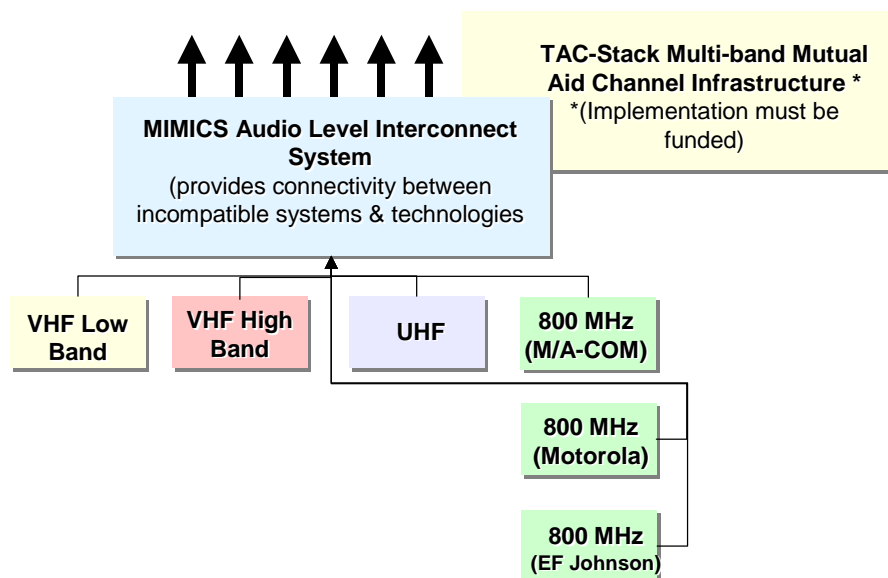 TAC-Stack Multi-band Mutual
Aid Channel Infrastructure *
*(Implementation must be
funded)
MIMICS Audio Level Interconnect
System
(provides connectivity between
incompatible systems & technologies
VHF Low
Band
VHF High
Band
UHF
800 MHz
(M/A-COM)
800 MHz
(Motorola)
800 MHz
(EF Johnson)